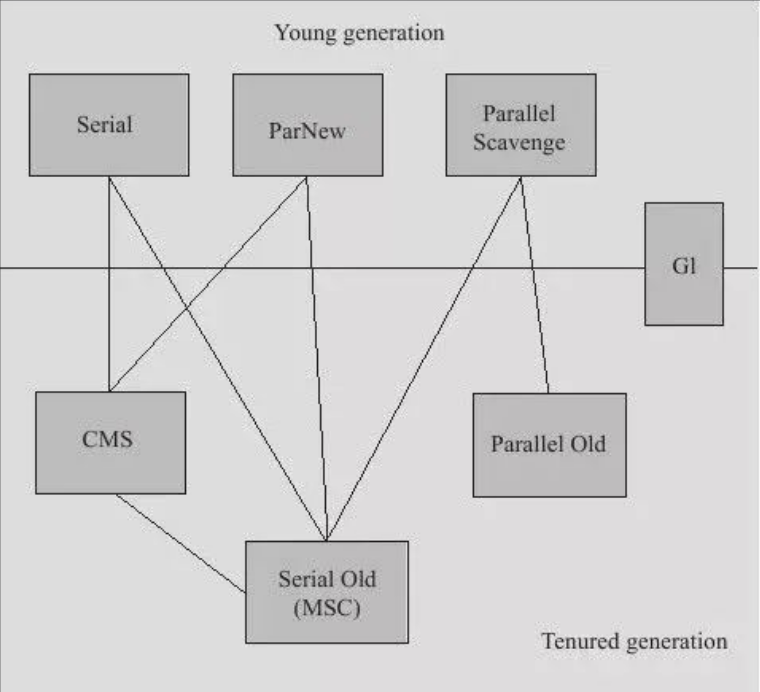 Young generation
Serial
ParNew
Parallel
Scavenge
Gl
CMS
Parallel Old
Serial Old
(MSC)
Tenured generation